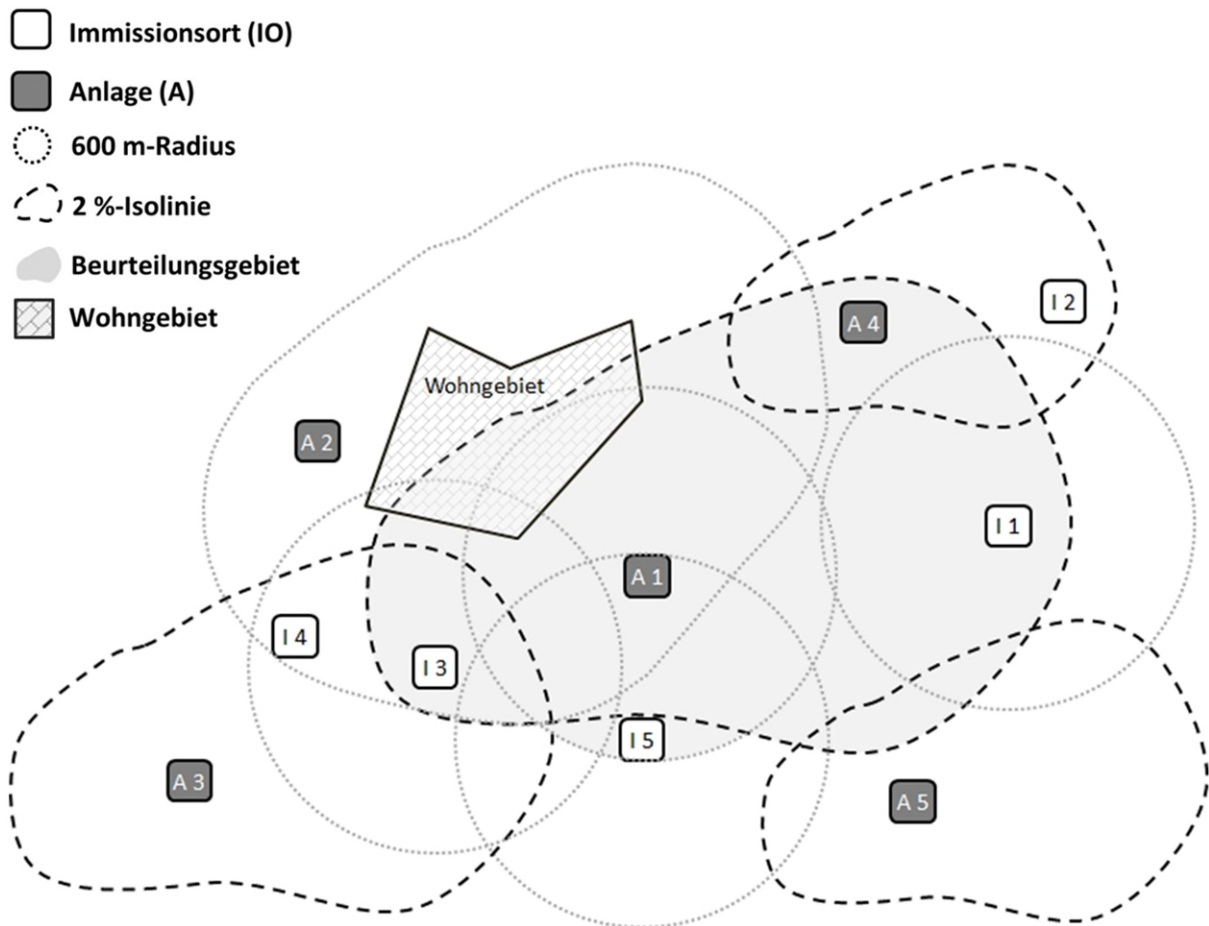 Immissionsort (IO)
Anlage (A)
600 m-Radius
2 %-Isolinie
Beurteilungsgebiet
Wohngebiet
I 2
A 4
Wohngebiet
A 2
I 1
A 1
I 4
I 3
I 5
A 3
A 5